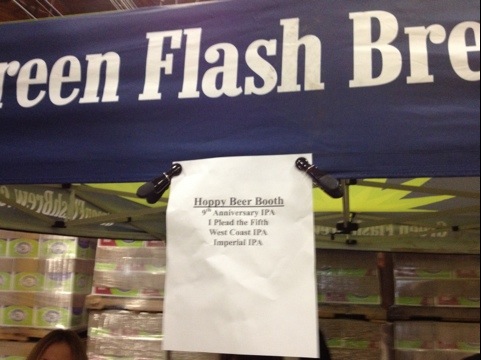 reen Flash Bre
Hoppy Beer Booth
9th Anniversary IPA
I Plead the Fifth
West Coast IPA
Imperial IPA